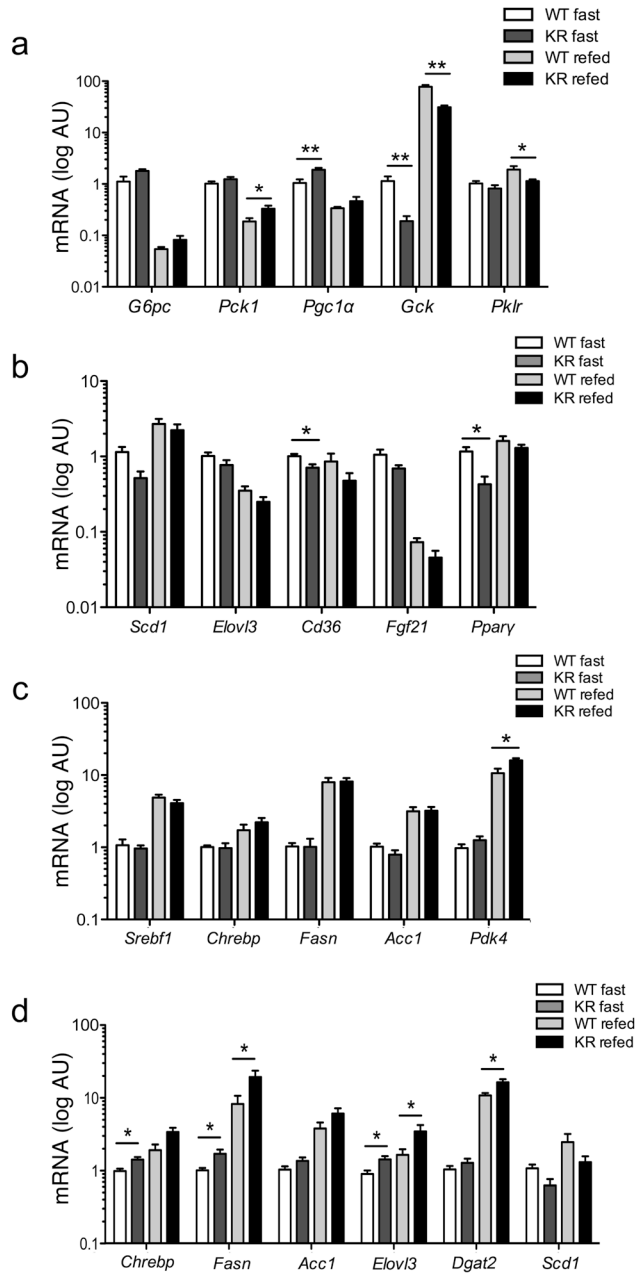 a
WT fast
KR fast
WT refed
KR refed
mRNA (log AU)
100
10
1
0.1
0.01
**
**
*
**
**
*
G6pc Pck1 Pgc1α Gck Pklr
b
WT fast
KR fast
WT refed
KR refed
mRNA (log AU)
10
1
0.1
0.01
*
*
Scd1 Elovl3 Cd36 Fgf21 Pparγ
c
WT fast
KR fast
WT refed
KR refed
mRNA (log AU)
100
10
1
0.1
*
Srebf1 Chrebp Fasn Acc1 Pdk4
d
WT fast
KR fast
WT refed
KR refed
mRNA (log AU)
100
10
1
0.1
*
*
*
*
*
*
Chrebp Fasn Acc1 Elovl3 Dgat2 Scd1